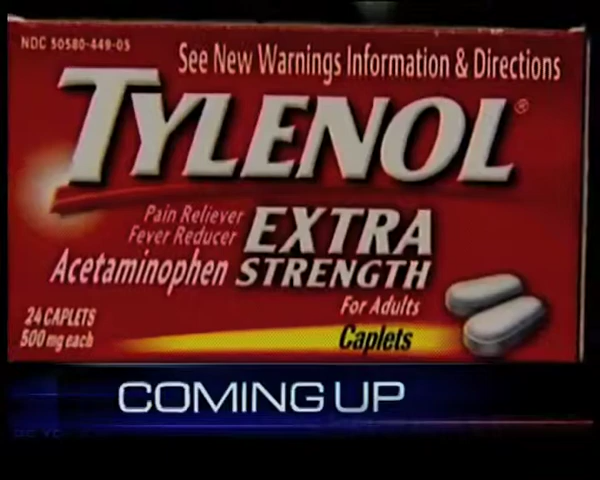 NDC 50580-449-05
See New Warnings Information & Directions
TYLENOL®
Pain Reliever
Fever Reducer
EXTRA
Acetaminophen STRENGTH
For Adults
24 CAPLETS
500 mg each
Caplets
COMING UP